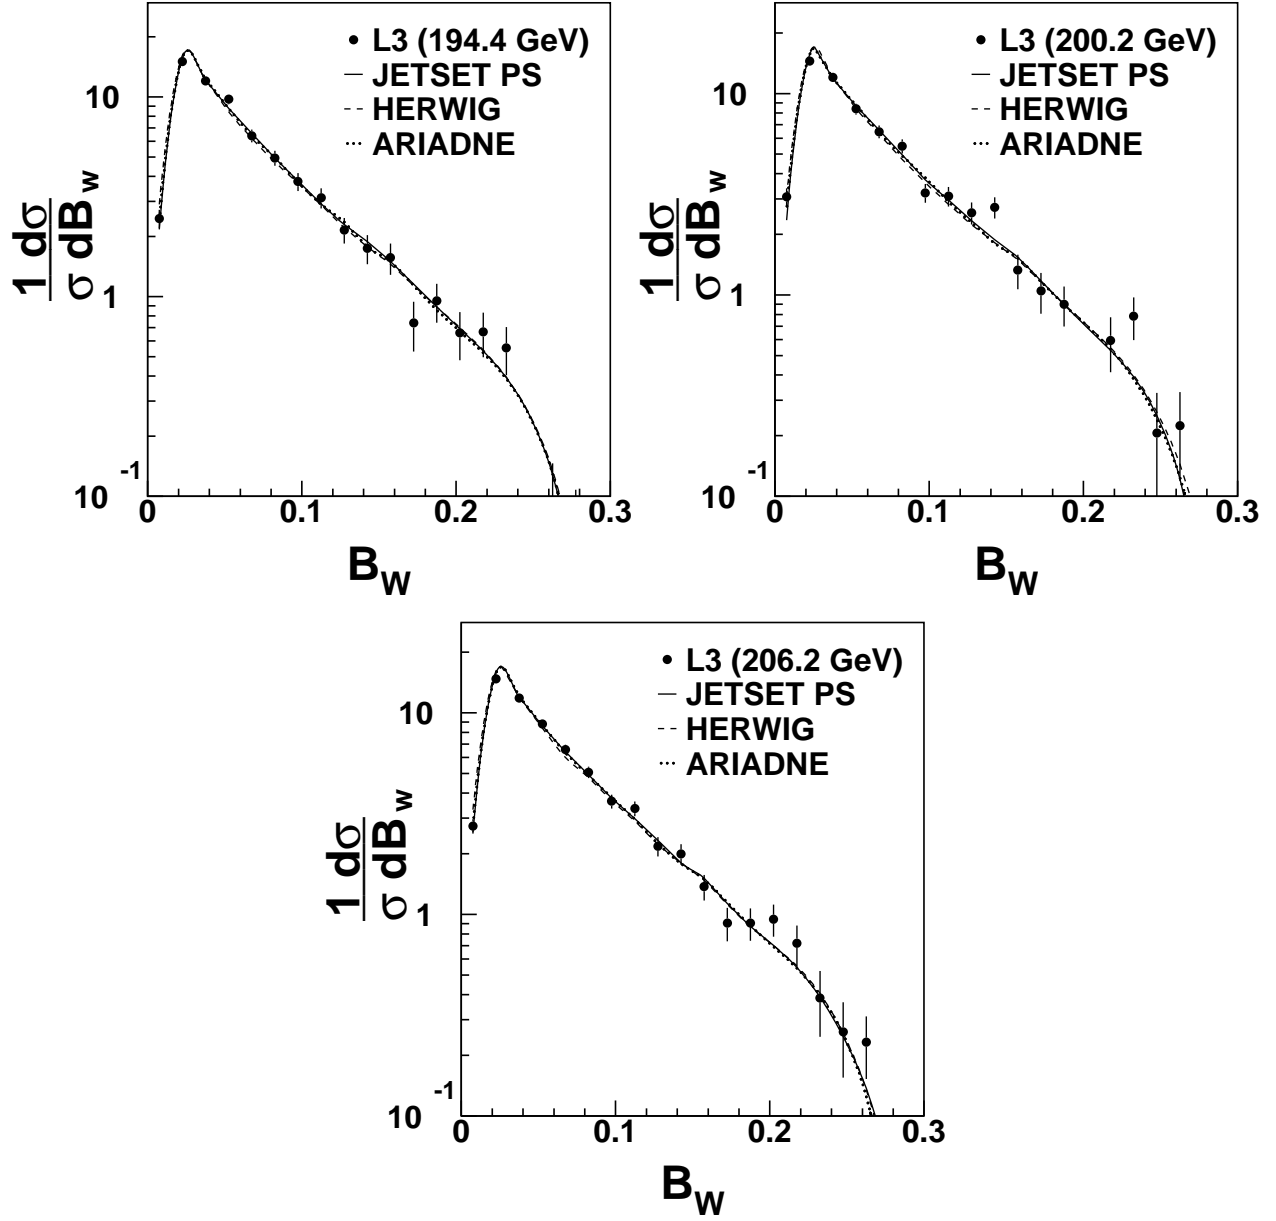 L3 (194.4 GeV)
JETSET PS
HERWIG
ARIADNE
10
1
10 -1
0 0.1 0.2 0.3
1 dσ
σ dB_w
B_W
L3 (200.2 GeV)
JETSET PS
HERWIG
ARIADNE
10
1
10 -1
0 0.1 0.2 0.3
1 dσ
σ dB_w
B_W
L3 (206.2 GeV)
JETSET PS
HERWIG
ARIADNE
10
1
10 -1
0 0.1 0.2 0.3
1 dσ
σ dB_w
B_W